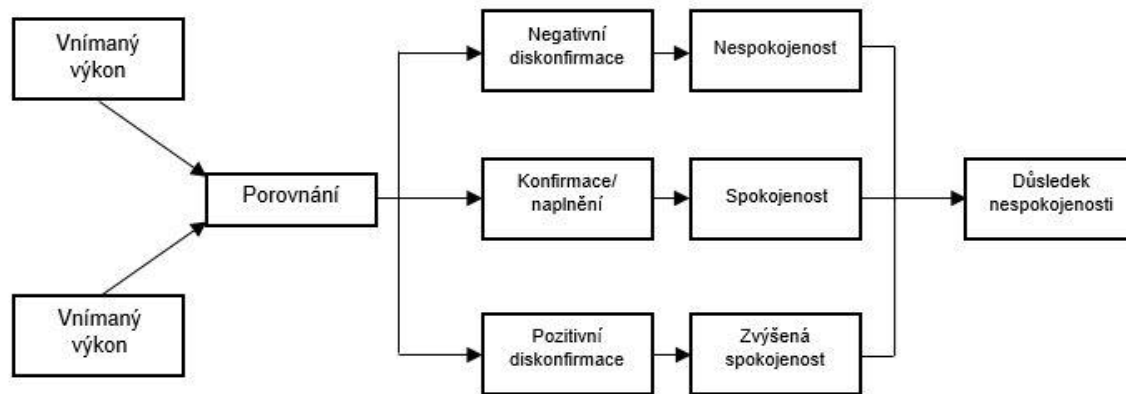 Vnímaný
výkon
Vnímaný
výkon
Porovnání
Negativní
diskonfirmace
Nespokojenost
Konfirmace/
naplnění
Spokojenost
Pozitivní
diskonfirmace
Zvýšená
spokojenost
Důsledek
nespokojenosti